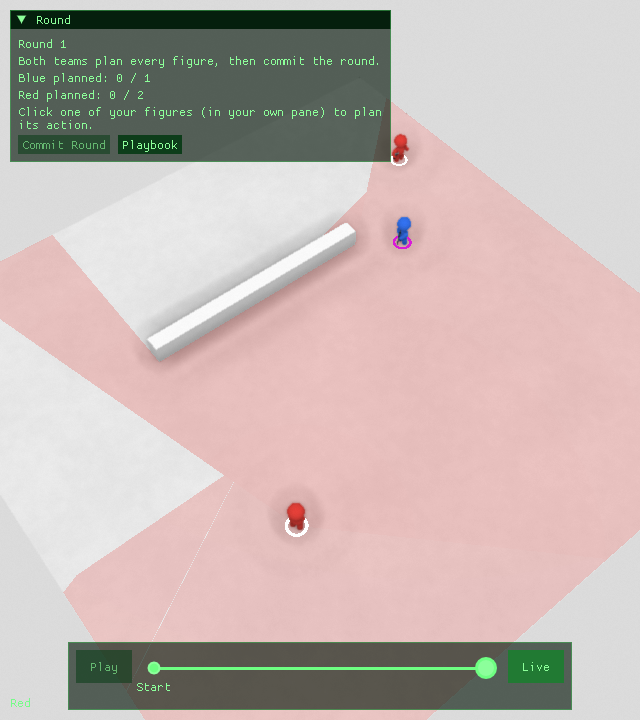 Round
Round 1
Both teams plan every figure, then commit the round.
Blue planned: 0 / 1
Red planned: 0 / 2
Click one of your figures (in your own pane) to plan
its action.
Commit Round Playbook
Play
Live
Start
Red